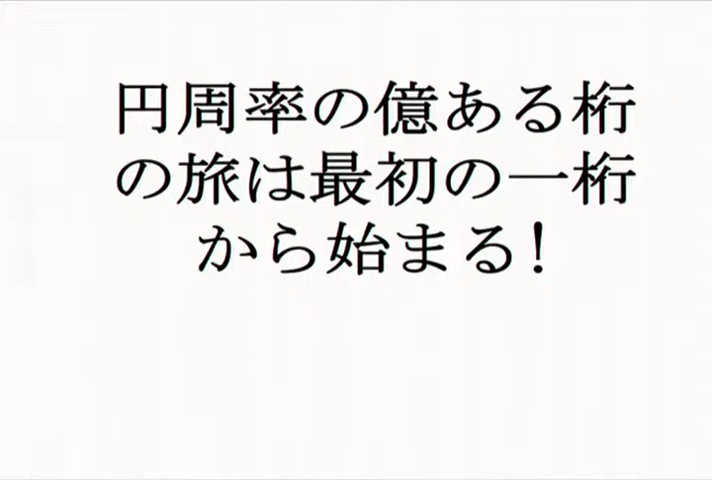 円周率の億ある桁
の旅は最初の一桁
から始まる!